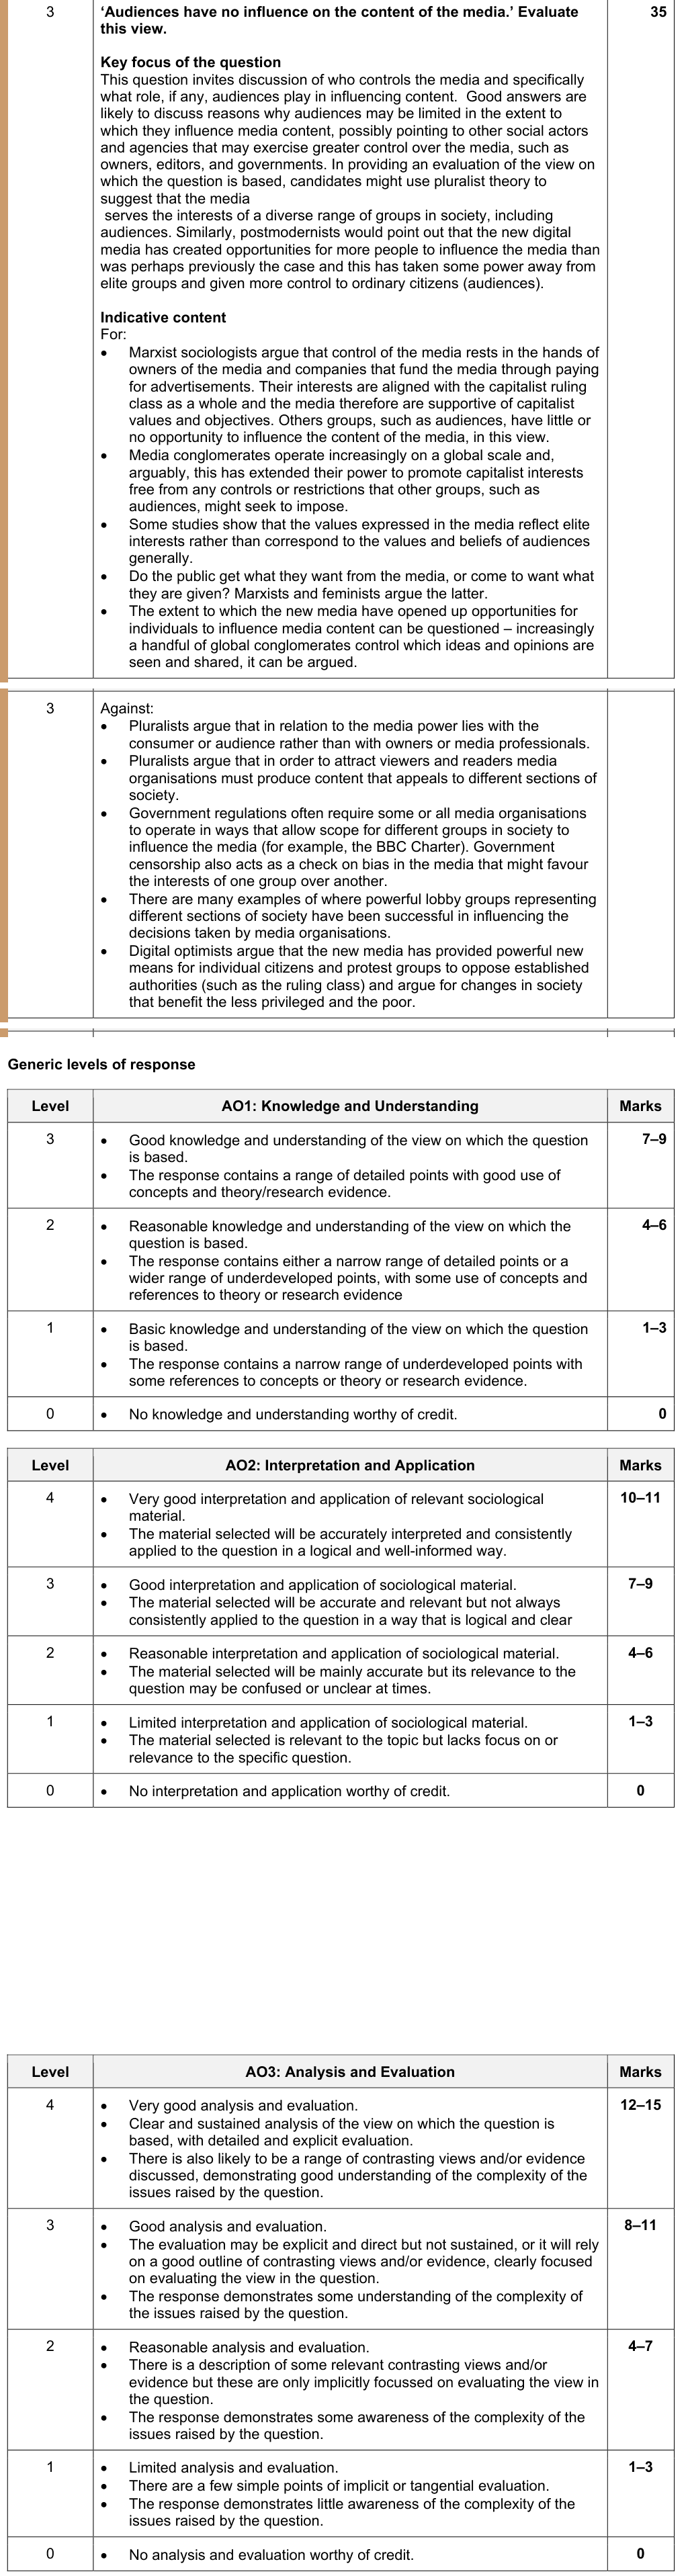 3
‘Audiences have no influence on the content of the media.’ Evaluate
this view.
35
Key focus of the question
This question invites discussion of who controls the media and specifically
what role, if any, audiences play in influencing content.  Good answers are
likely to discuss reasons why audiences may be limited in the extent to
which they influence media content, possibly pointing to other social actors
and agencies that may exercise greater control over the media, such as
owners, editors, and governments. In providing an evaluation of the view on
which the question is based, candidates might use pluralist theory to
suggest that the media
serves the interests of a diverse range of groups in society, including
audiences. Similarly, postmodernists would point out that the new digital
media has created opportunities for more people to influence the media than
was perhaps previously the case and this has taken some power away from
elite groups and given more control to ordinary citizens (audiences).
Indicative content
For:
• Marxist sociologists argue that control of the media rests in the hands of
owners of the media and companies that fund the media through paying
for advertisements. Their interests are aligned with the capitalist ruling
class as a whole and the media therefore are supportive of capitalist
values and objectives. Others groups, such as audiences, have little or
no opportunity to influence the content of the media, in this view.
• Media conglomerates operate increasingly on a global scale and,
arguably, this has extended their power to promote capitalist interests
free from any controls or restrictions that other groups, such as
audiences, might seek to impose.
• Some studies show that the values expressed in the media reflect elite
interests rather than correspond to the values and beliefs of audiences
generally.
• Do the public get what they want from the media, or come to want what
they are given? Marxists and feminists argue the latter.
• The extent to which the new media have opened up opportunities for
individuals to influence media content can be questioned – increasingly
a handful of global conglomerates control which ideas and opinions are
seen and shared, it can be argued.
3
Against:
• Pluralists argue that in relation to the media power lies with the
consumer or audience rather than with owners or media professionals.
• Pluralists argue that in order to attract viewers and readers media
organisations must produce content that appeals to different sections of
society.
• Government regulations often require some or all media organisations
to operate in ways that allow scope for different groups in society to
influence the media (for example, the BBC Charter). Government
censorship also acts as a check on bias in the media that might favour
the interests of one group over another.
• There are many examples of where powerful lobby groups representing
different sections of society have been successful in influencing the
decisions taken by media organisations.
• Digital optimists argue that the new media has provided powerful new
means for individual citizens and protest groups to oppose established
authorities (such as the ruling class) and argue for changes in society
that benefit the less privileged and the poor.
Generic levels of response
Level AO1: Knowledge and Understanding Marks
3
• Good knowledge and understanding of the view on which the question
is based.
• The response contains a range of detailed points with good use of
concepts and theory/research evidence.
7–9
2
• Reasonable knowledge and understanding of the view on which the
question is based.
• The response contains either a narrow range of detailed points or a
wider range of underdeveloped points, with some use of concepts and
references to theory or research evidence
4–6
1
• Basic knowledge and understanding of the view on which the question
is based.
• The response contains a narrow range of underdeveloped points with
some references to concepts or theory or research evidence.
1–3
0
• No knowledge and understanding worthy of credit.
0
Level AO2: Interpretation and Application Marks
4
• Very good interpretation and application of relevant sociological
material.
• The material selected will be accurately interpreted and consistently
applied to the question in a logical and well-informed way.
10–11
3
• Good interpretation and application of sociological material.
• The material selected will be accurate and relevant but not always
consistently applied to the question in a way that is logical and clear
7–9
2
• Reasonable interpretation and application of sociological material.
• The material selected will be mainly accurate but its relevance to the
question may be confused or unclear at times.
4–6
1
• Limited interpretation and application of sociological material.
• The material selected is relevant to the topic but lacks focus on or
relevance to the specific question.
1–3
0
• No interpretation and application worthy of credit.
0
Level AO3: Analysis and Evaluation Marks
4
• Very good analysis and evaluation.
• Clear and sustained analysis of the view on which the question is
based, with detailed and explicit evaluation.
• There is also likely to be a range of contrasting views and/or evidence
discussed, demonstrating good understanding of the complexity of the
issues raised by the question.
12–15
3
• Good analysis and evaluation.
• The evaluation may be explicit and direct but not sustained, or it will rely
on a good outline of contrasting views and/or evidence, clearly focused
on evaluating the view in the question.
• The response demonstrates some understanding of the complexity of
the issues raised by the question.
8–11
2
• Reasonable analysis and evaluation.
• There is a description of some relevant contrasting views and/or
evidence but these are only implicitly focussed on evaluating the view in
the question.
• The response demonstrates some awareness of the complexity of the
issues raised by the question.
4–7
1
• Limited analysis and evaluation.
• There are a few simple points of implicit or tangential evaluation.
• The response demonstrates little awareness of the complexity of the
issues raised by the question.
1–3
0
• No analysis and evaluation worthy of credit.
0